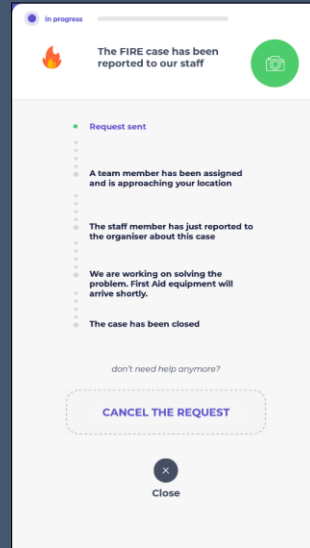 in progress
The FIRE case has been
reported to our staff
Request sent
A team member has been assigned
and is approaching your location
The staff member has just reported to
the organiser about this case
We are working on solving the
problem. First Aid equipment will
arrive shortly.
The case has been closed
don't need help anymore?
CANCEL THE REQUEST
Close